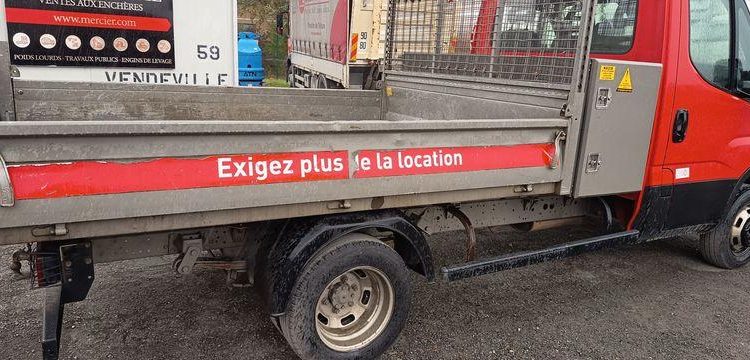 VENTES AUX ENCHÈRES
www.mercier.com
POIDS LOURDS · TRAVAUX PUBLICS · ENGINS DE LEVAGE
59
VENDEVILLE
Exigez plus
e la location